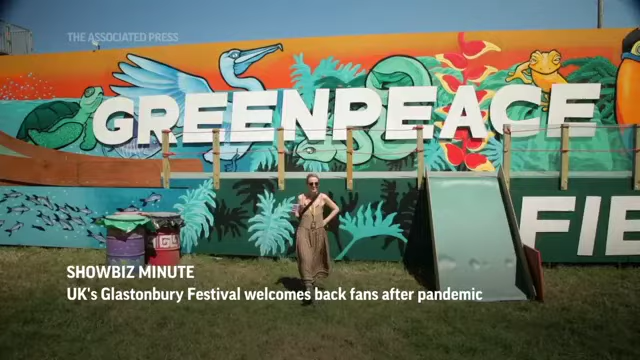 THE ASSOCIATED PRESS
GREENPEACE
FIE
SHOWBIZ MINUTE
UK's Glastonbury Festival welcomes back fans after pandemic